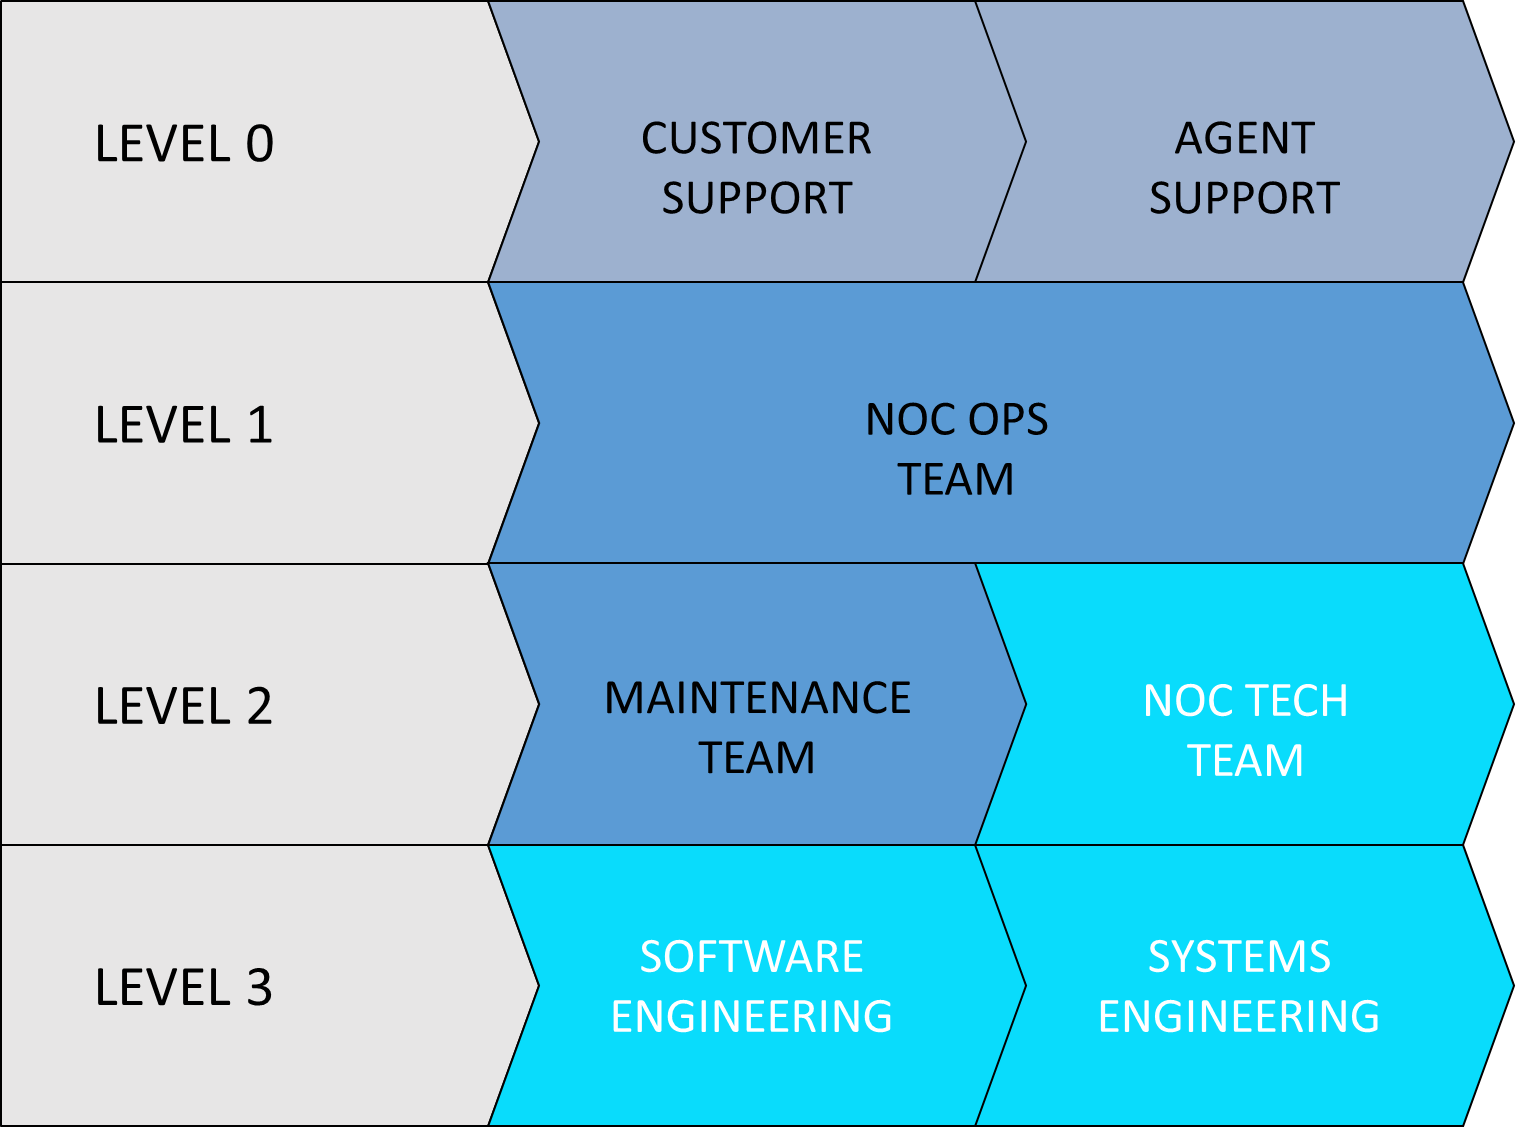 LEVEL 0
CUSTOMER
SUPPORT
AGENT
SUPPORT
LEVEL 1
NOC OPS
TEAM
LEVEL 2
MAINTENANCE
TEAM
NOC TECH
TEAM
LEVEL 3
SOFTWARE
ENGINEERING
SYSTEMS
ENGINEERING